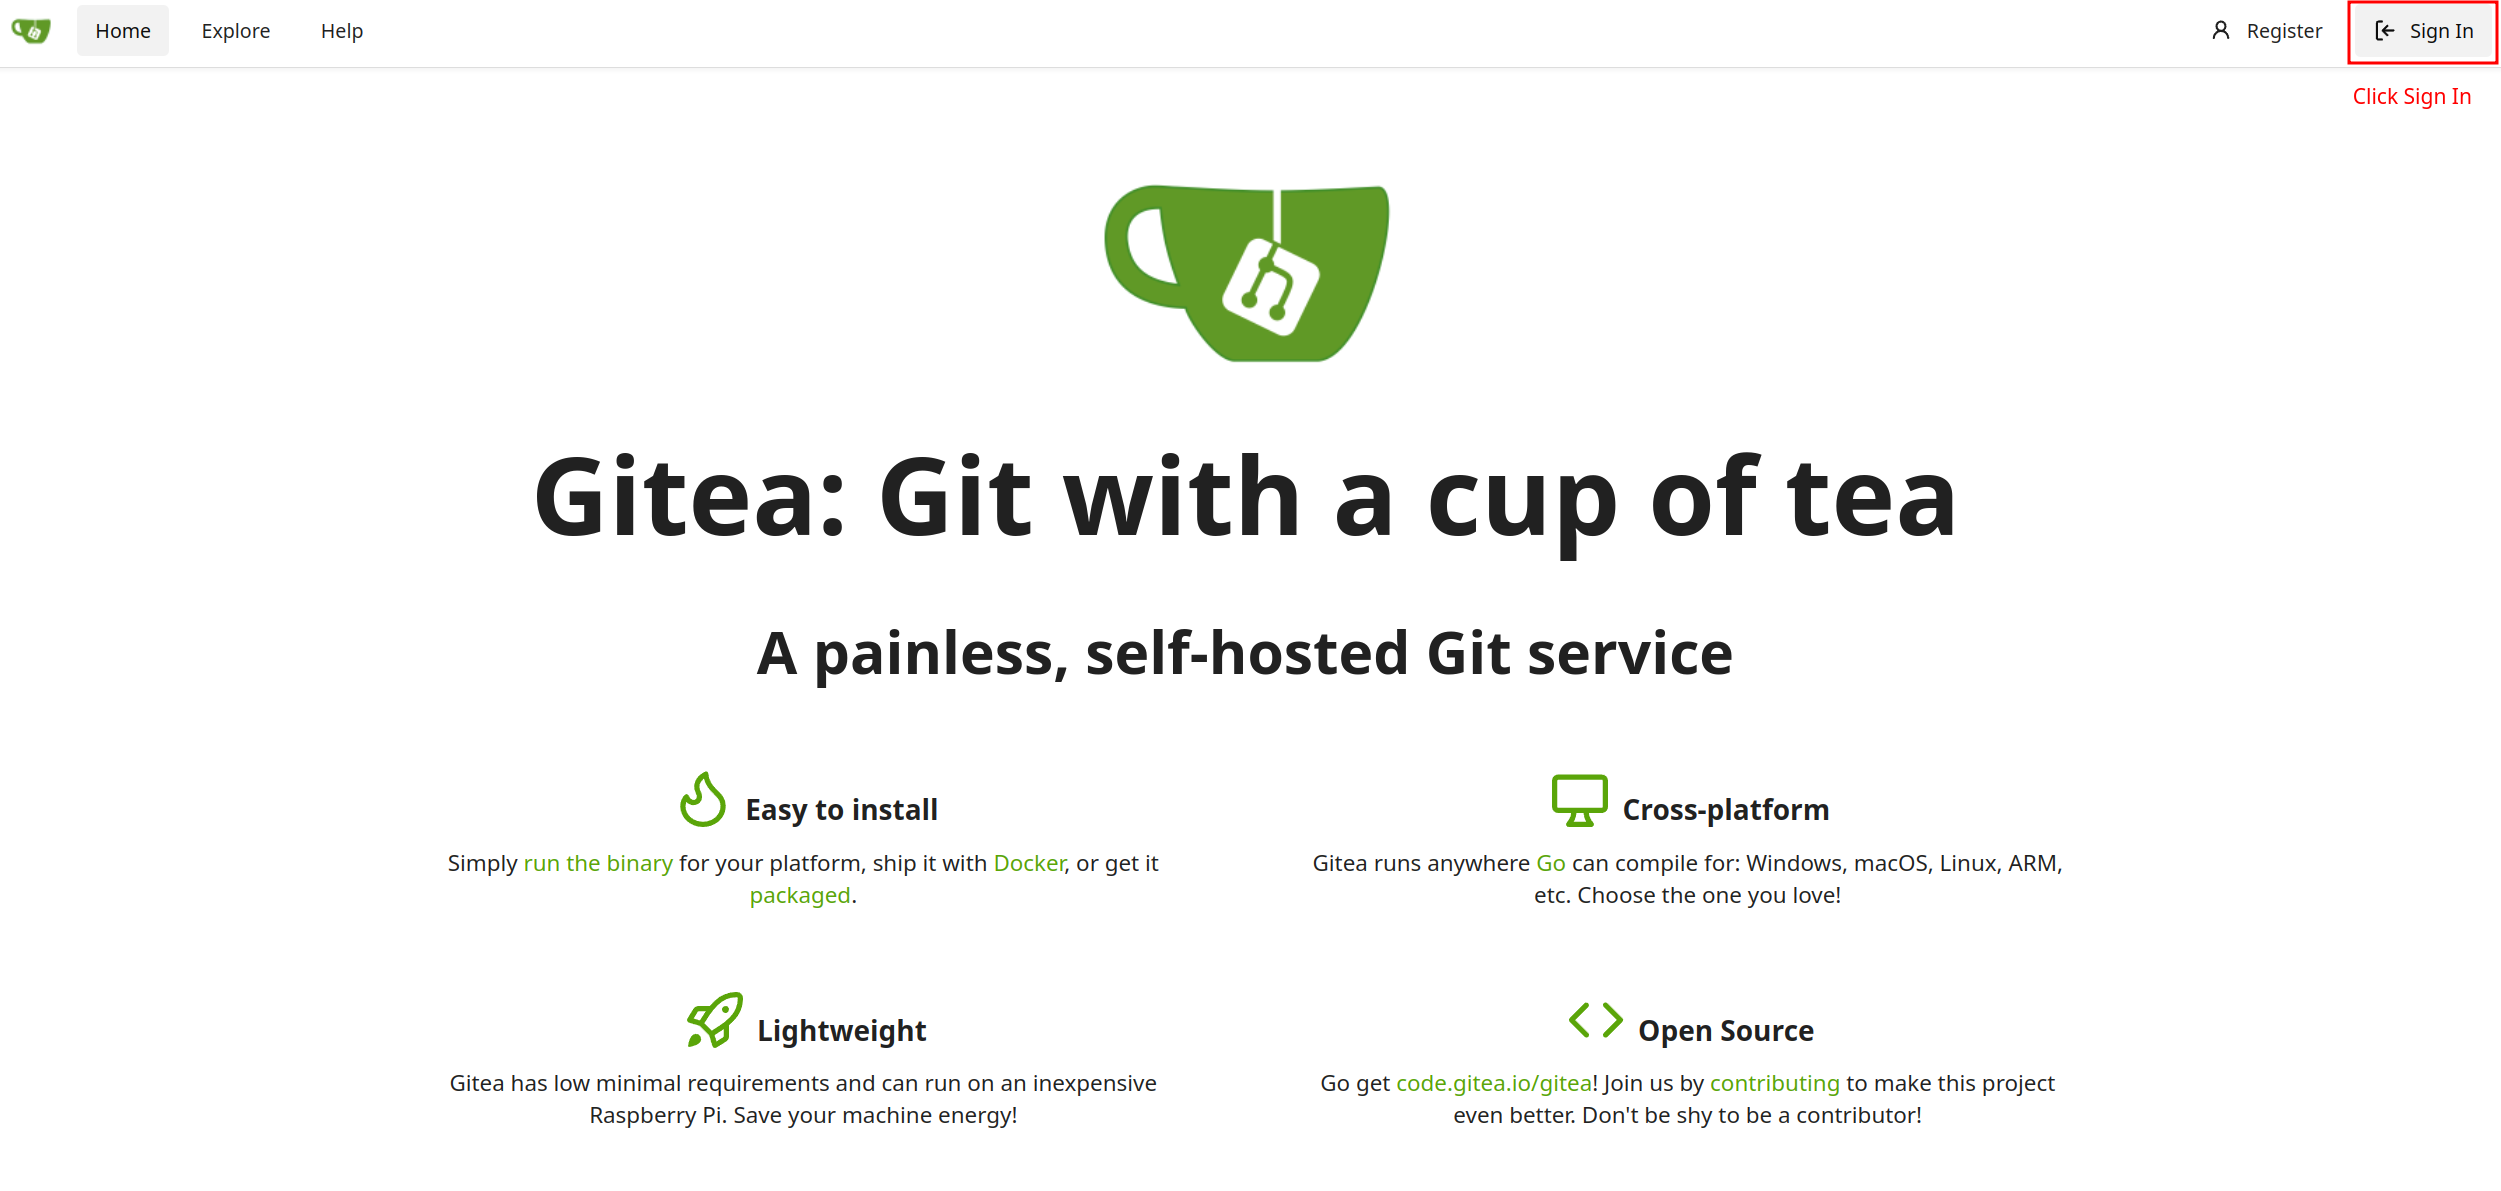 Home Explore Help Register Sign In
Click Sign In
Gitea: Git with a cup of tea
A painless, self-hosted Git service
Easy to install
Simply run the binary for your platform, ship it with Docker, or get it
packaged.
Cross-platform
Gitea runs anywhere Go can compile for: Windows, macOS, Linux, ARM,
etc. Choose the one you love!
Lightweight
Gitea has low minimal requirements and can run on an inexpensive
Raspberry Pi. Save your machine energy!
Open Source
Go get code.gitea.io/gitea! Join us by contributing to make this project
even better. Don't be shy to be a contributor!